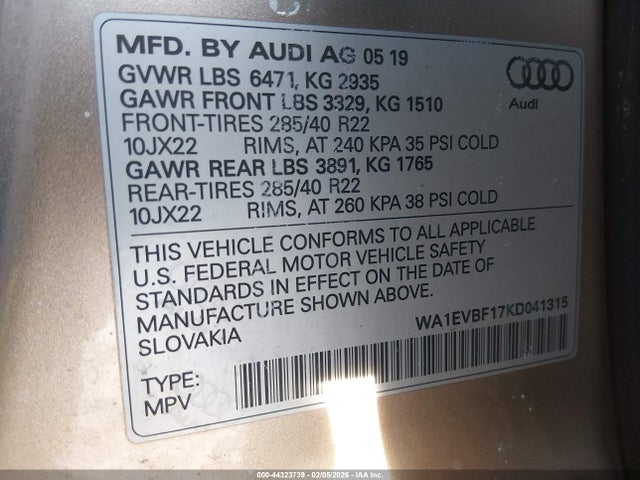 MFD. BY AUDI AG 05 19
GVWR LBS 6471, KG 2935
GAWR FRONT LBS 3329, KG 1510
FRONT-TIRES 285/40 R22
10JX22 RIMS, AT 240 KPA 35 PSI COLD
GAWR REAR LBS 3891, KG 1765
REAR-TIRES 285/40 R22
10JX22 RIMS, AT 260 KPA 38 PSI COLD
Audi
THIS VEHICLE CONFORMS TO ALL APPLICABLE
U.S. FEDERAL MOTOR VEHICLE SAFETY
STANDARDS IN EFFECT ON THE DATE OF
MANUFACTURE SHOWN ABOVE.
SLOVAKIA
WA1EVBF17KD041315
TYPE:
MPV
000-44323739 - 02/05/2026 - IAA Inc.